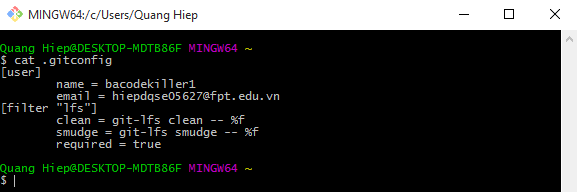 MINGW64:/c/Users/Quang Hiep
Quang Hiep@DESKTOP-MDTB86F MINGW64 ~
$ cat .gitconfig
[user]
        name = bacodekiller1
        email = hiepdqse05627@fpt.edu.vn
[filter "lfs"]
        clean = git-lfs clean -- %f
        smudge = git-lfs smudge -- %f
        required = true
Quang Hiep@DESKTOP-MDTB86F MINGW64 ~
$